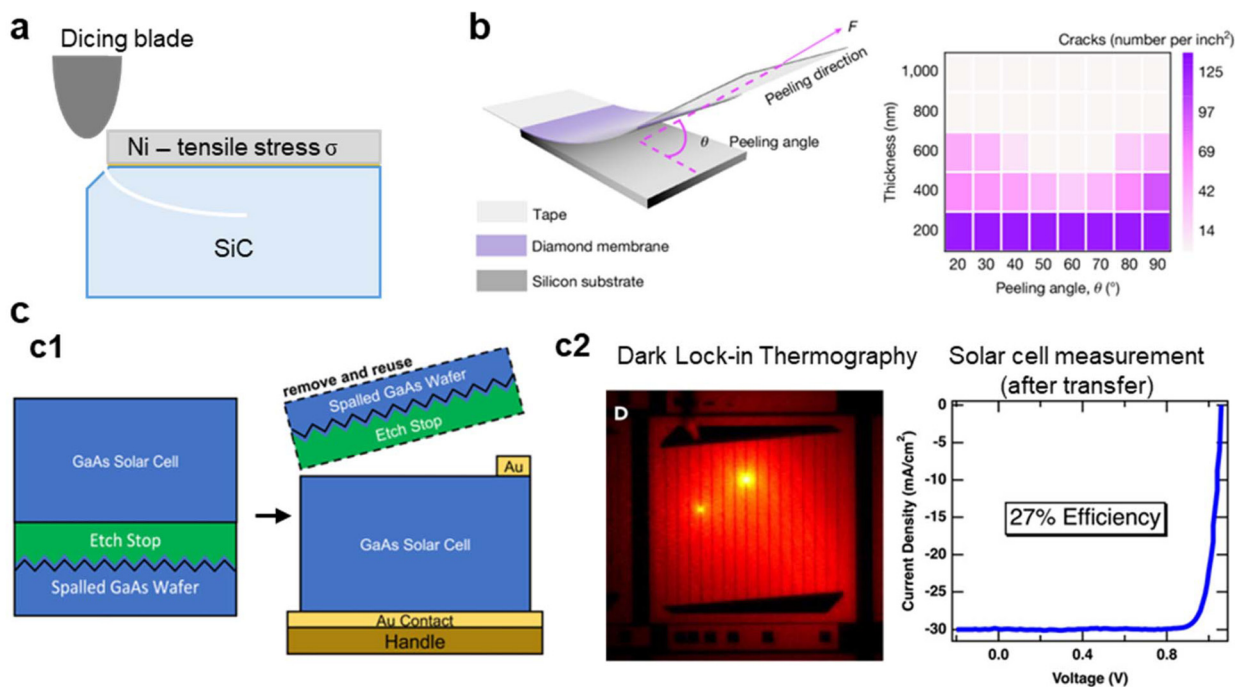 a
Dicing blade
Ni – tensile stress σ
SiC
b
F
Peeling direction
θ
Peeling angle
Tape
Diamond membrane
Silicon substrate
Cracks (number per inch²)
125
97
69
42
14
Thickness (nm)
1,000
800
600
400
200
20 30 40 50 60 70 80 90
Peeling angle, θ (°)
c
c1
GaAs Solar Cell
Etch Stop
Spalled GaAs Wafer
remove and reuse
Spalled GaAs Wafer
Etch Stop
Au
GaAs Solar Cell
Au Contact
Handle
c2
Dark Lock-in Thermography
D
Solar cell measurement
(after transfer)
Current Density (mA/cm²)
0
-5
-10
-15
-20
-25
-30
27% Efficiency
0.0 0.4 0.8
Voltage (V)